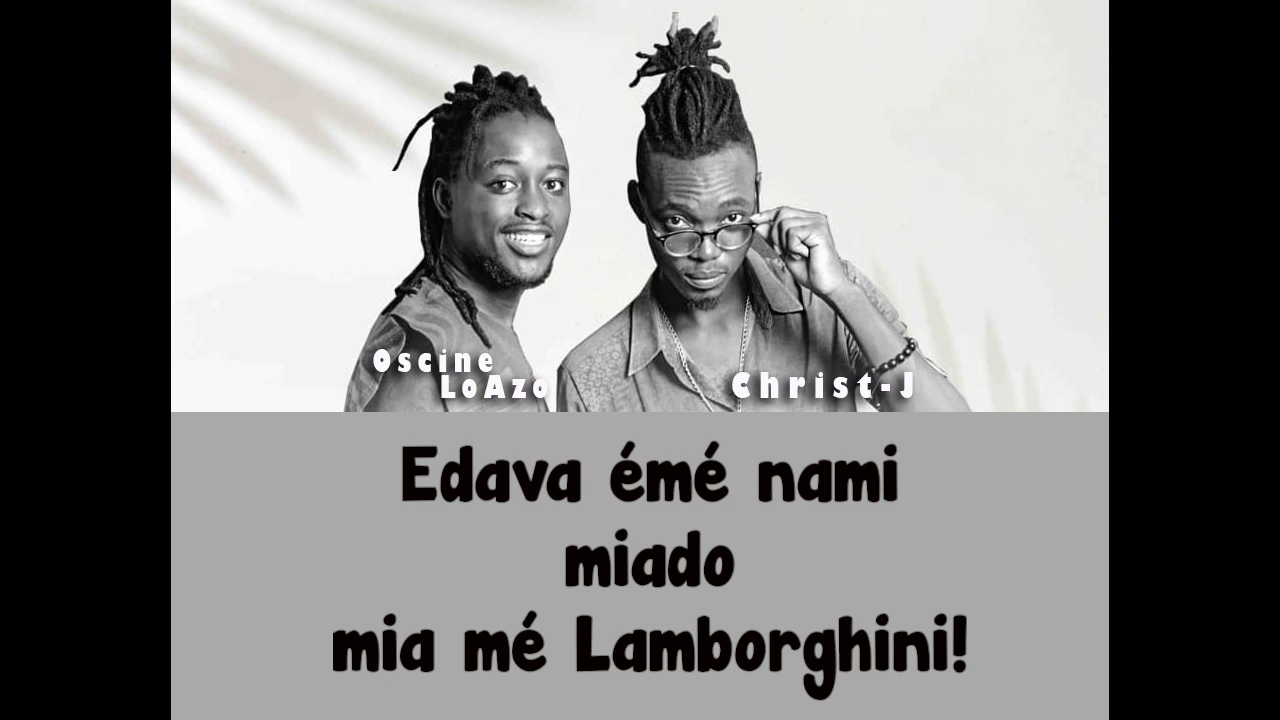 Oscine
LoAzo
Christ-J
Edava émé nami
miado
mia mé Lamborghini!